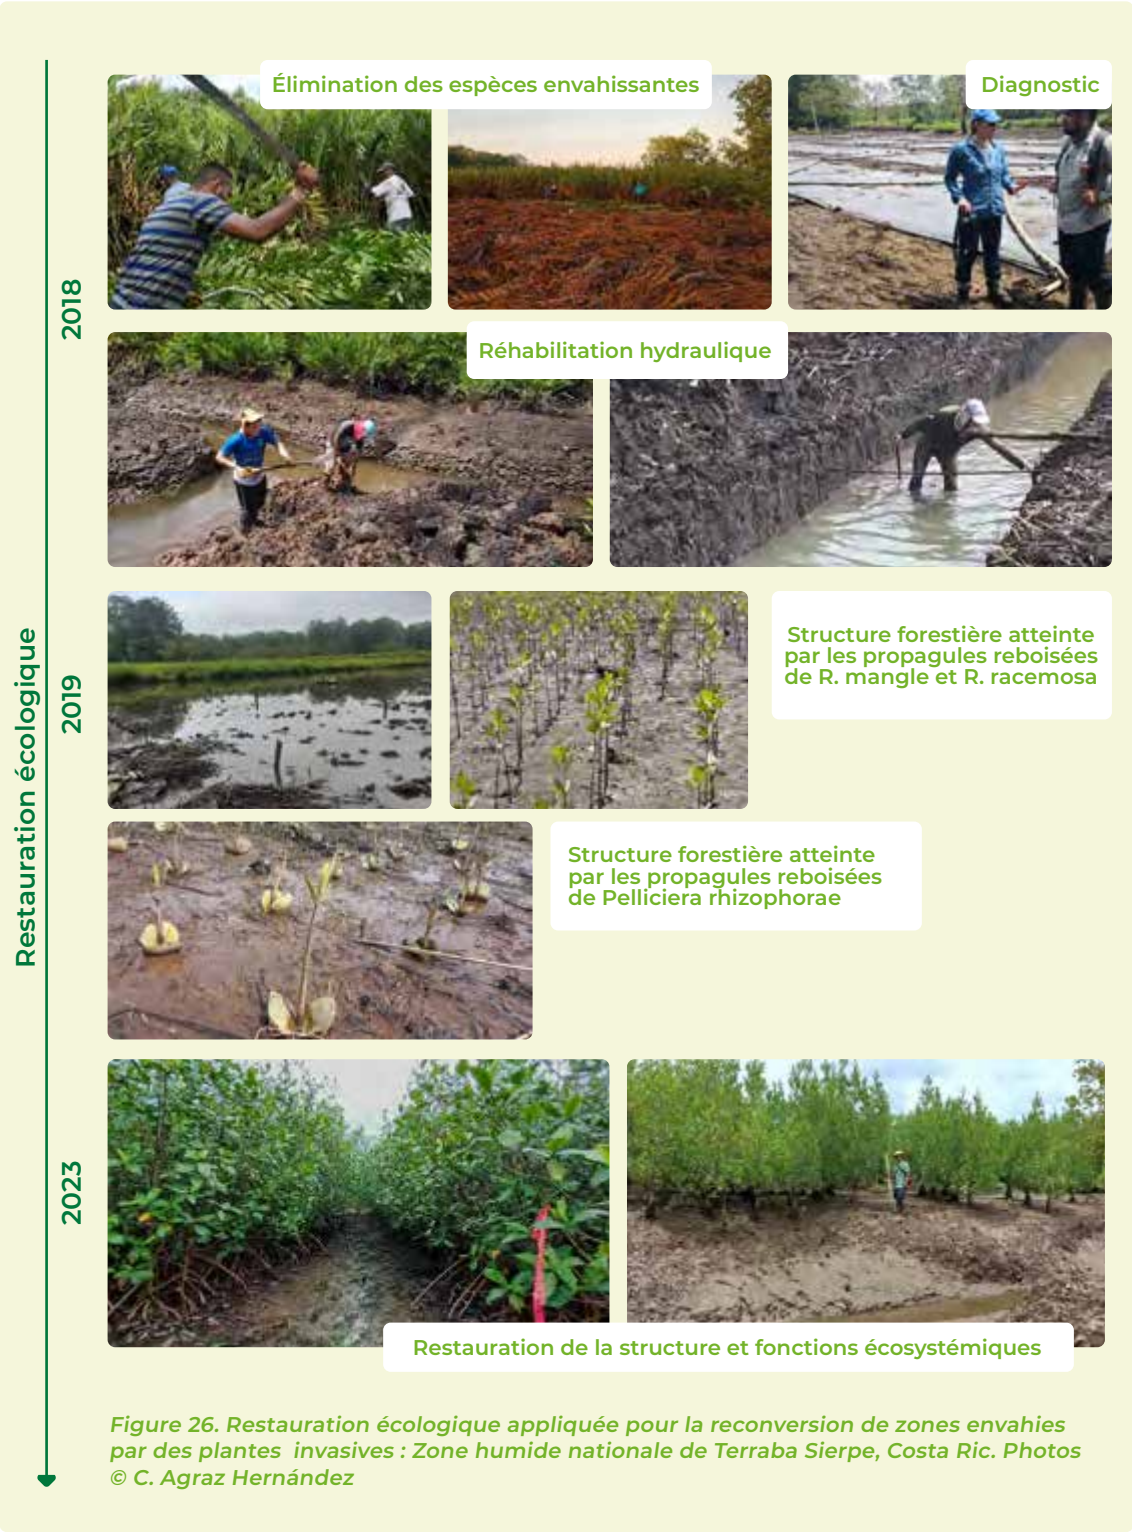 Élimination des espèces envahissantes
Diagnostic
2018
Réhabilitation hydraulique
Restauration écologique
2019
Structure forestière atteinte
par les propagules reboisées
de R. mangle et R. racemosa
Structure forestière atteinte
par les propagules reboisées
de Pelliciera rhizophorae
2023
Restauration de la structure et fonctions écosystémiques
Figure 26. Restauration écologique appliquée pour la reconversion de zones envahies
par des plantes invasives : Zone humide nationale de Terraba Sierpe, Costa Ric. Photos
© C. Agraz Hernández